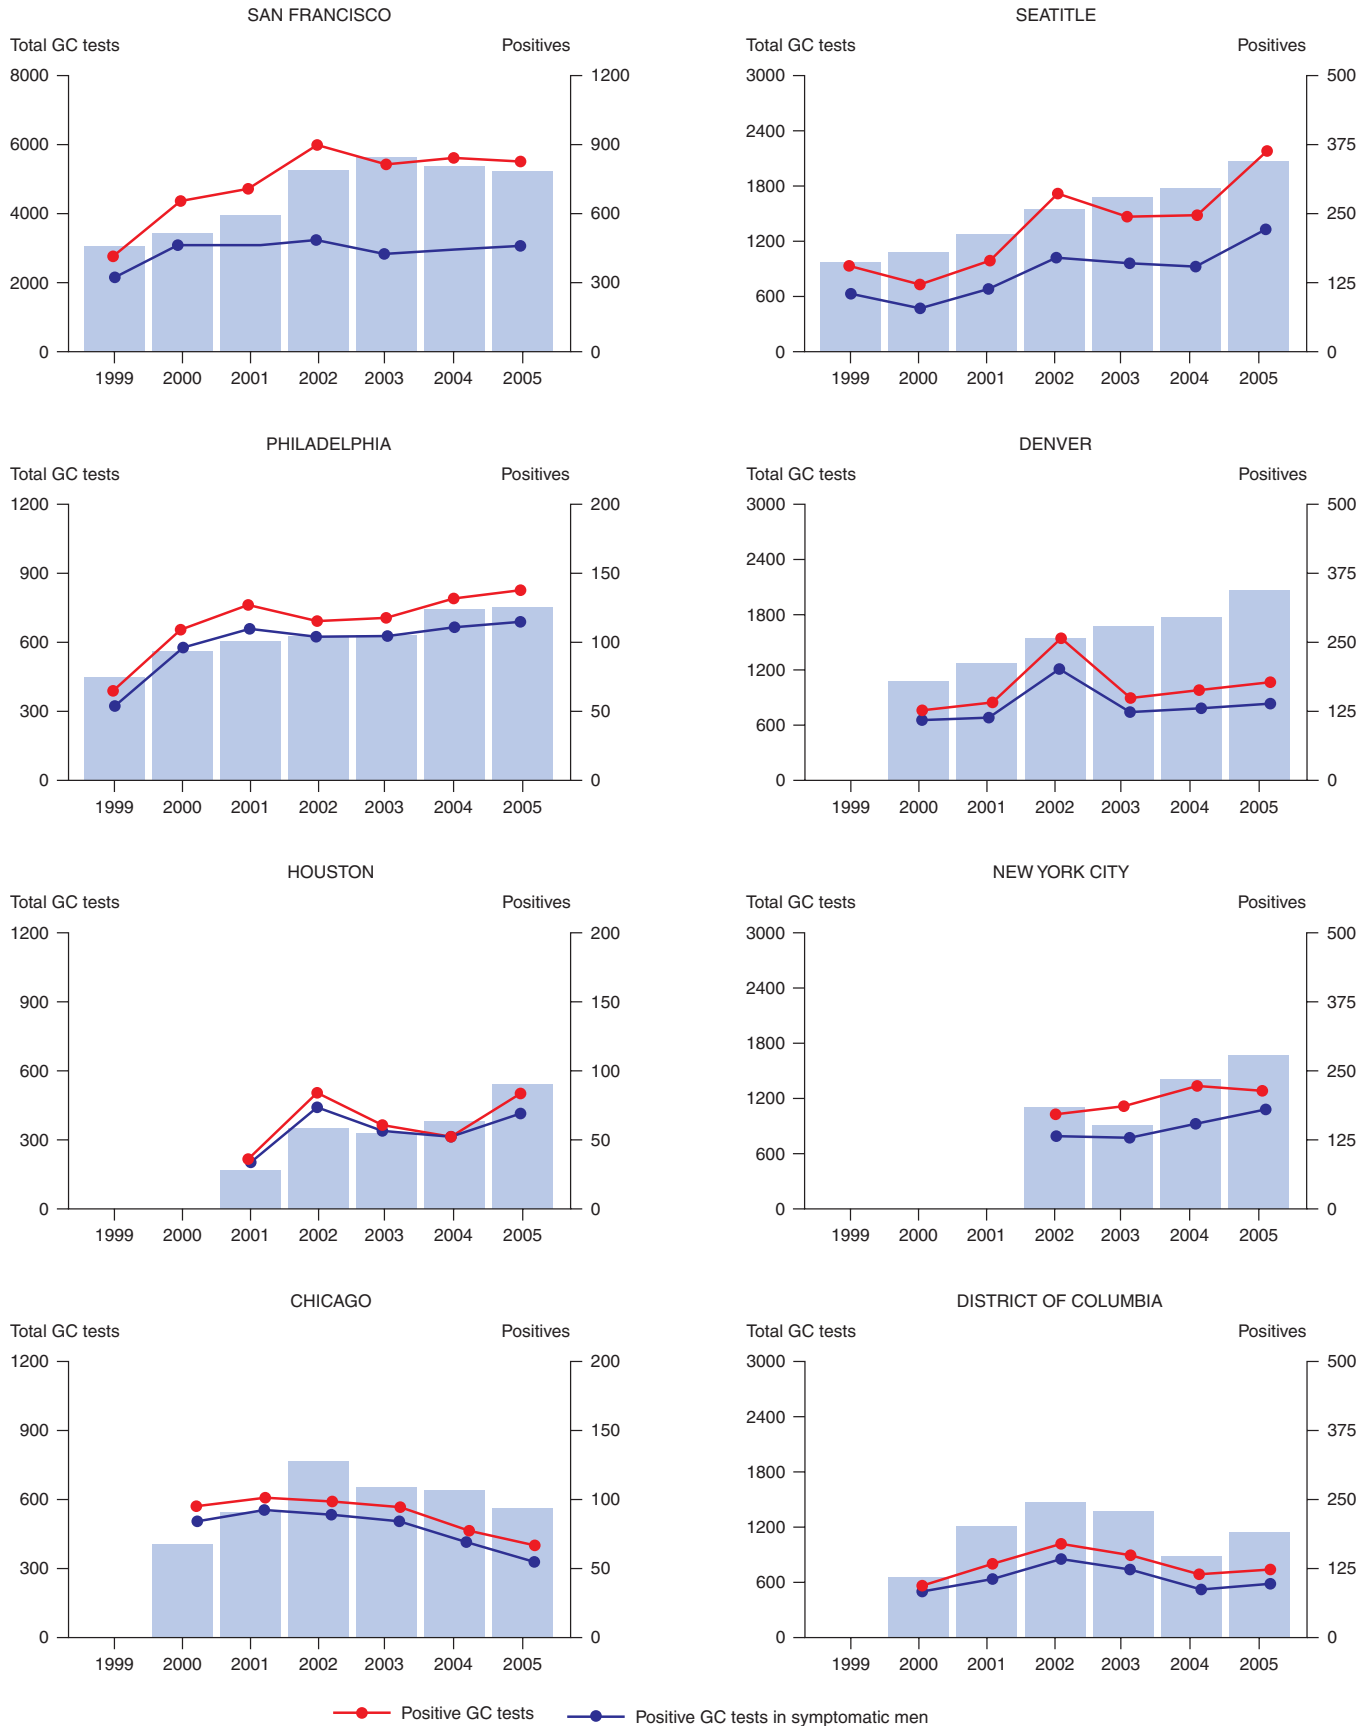 SAN FRANCISCO
Total GC tests Positives
8000 1200
6000 900
4000 600
2000 300
0 0
1999 2000 2001 2002 2003 2004 2005
SEATITLE
Total GC tests Positives
3000 500
2400 375
1800 250
1200 125
600 0
0
1999 2000 2001 2002 2003 2004 2005
PHILADELPHIA
Total GC tests Positives
1200 200
900 150
600 100
300 50
0 0
1999 2000 2001 2002 2003 2004 2005
DENVER
Total GC tests Positives
3000 500
2400 375
1800 250
1200 125
600 0
0
1999 2000 2001 2002 2003 2004 2005
HOUSTON
Total GC tests Positives
1200 200
900 150
600 100
300 50
0 0
1999 2000 2001 2002 2003 2004 2005
NEW YORK CITY
Total GC tests Positives
3000 500
2400 375
1800 250
1200 125
600 0
0
1999 2000 2001 2002 2003 2004 2005
CHICAGO
Total GC tests Positives
1200 200
900 150
600 100
300 50
0 0
1999 2000 2001 2002 2003 2004 2005
DISTRICT OF COLUMBIA
Total GC tests Positives
3000 500
2400 375
1800 250
1200 125
600 0
0
1999 2000 2001 2002 2003 2004 2005
Positive GC tests Positive GC tests in symptomatic men